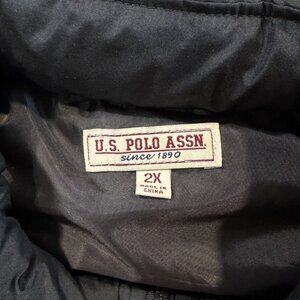 U.S. POLO ASSN.
since 1890
2X
MADE IN
CHINA